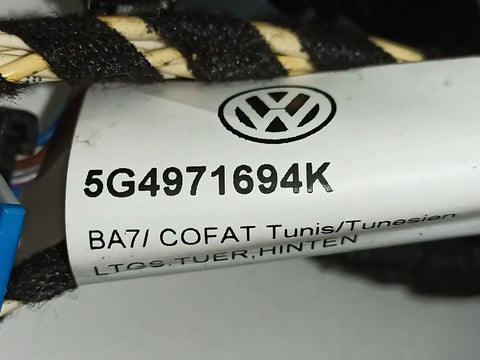 5G4971694K
BA7/ COFAT Tunis/Tunesien
LTGS.TUER,HINTEN